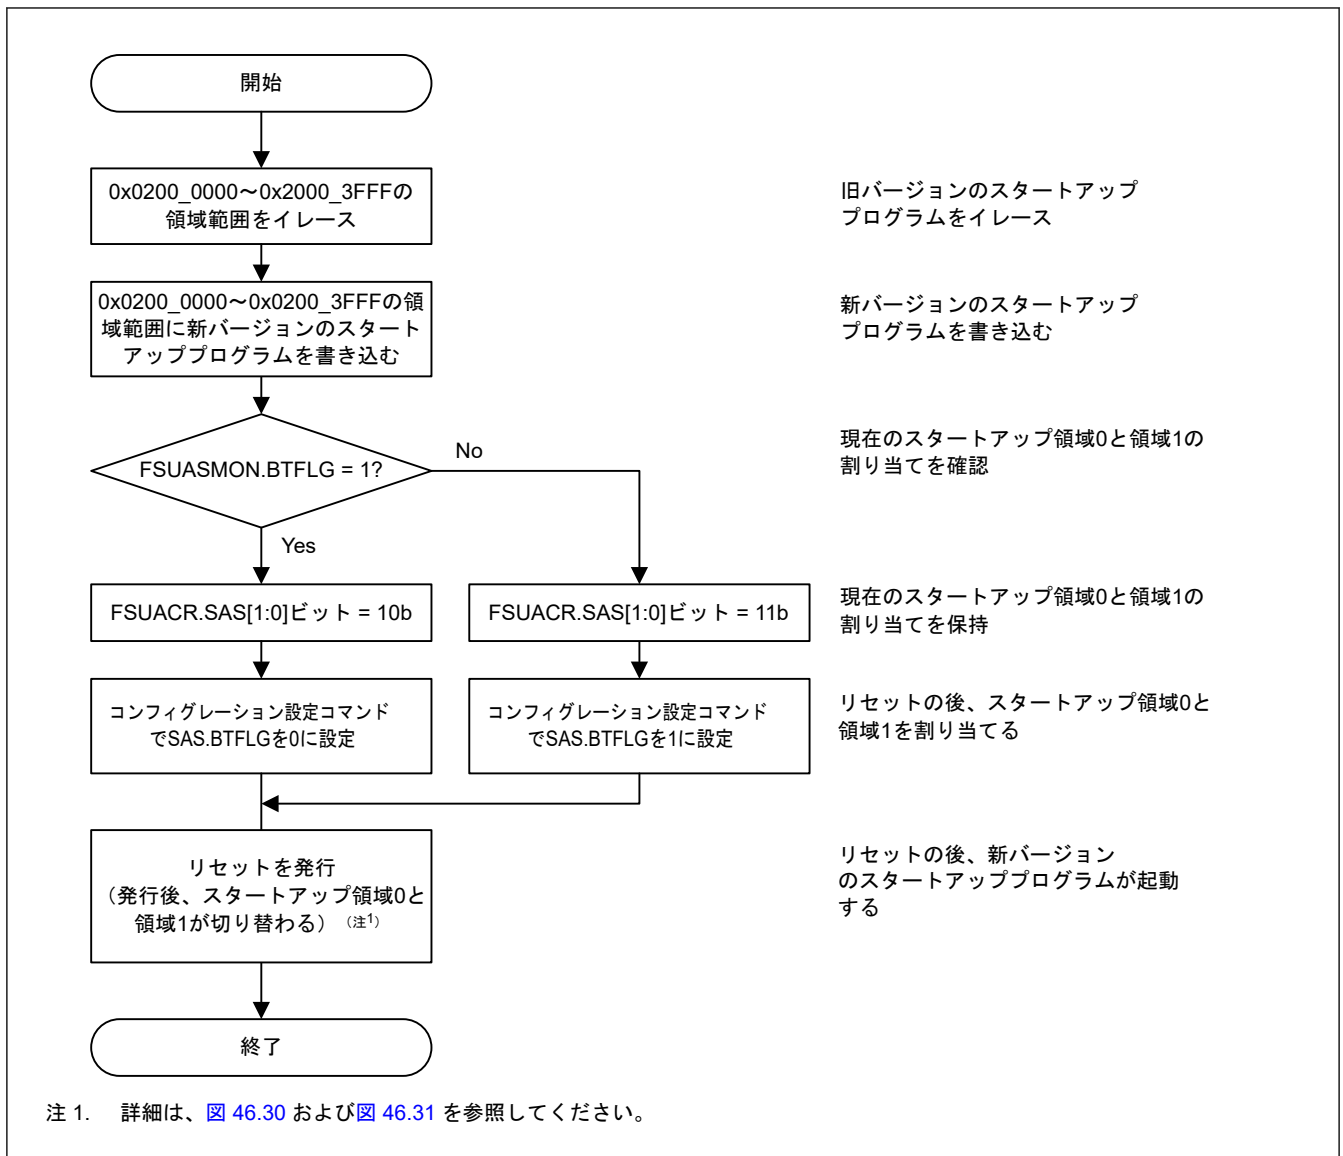 開始
0x0200_0000～0x2000_3FFFの
領域範囲をイレース
旧バージョンのスタートアップ
プログラムをイレース
0x0200_0000～0x0200_3FFFの領
域範囲に新バージョンのスタート
アッププログラムを書き込む
新バージョンのスタートアップ
プログラムを書き込む
FSUASMON.BTFLG = 1?
No
Yes
現在のスタートアップ領域0と領域1の
割り当てを確認
FSUACR.SAS[1:0]ビット = 10b
FSUACR.SAS[1:0]ビット = 11b
現在のスタートアップ領域0と領域1の
割り当てを保持
コンフィグレーション設定コマンド
でSAS.BTFLGを0に設定
コンフィグレーション設定コマンド
でSAS.BTFLGを1に設定
リセットの後、スタートアップ領域0と
領域1を割り当てる
リセットを発行
（発行後、スタートアップ領域0と
領域1が切り替わる）（注1）
リセットの後、新バージョン
のスタートアッププログラムが起動
する
終了
注 1. 詳細は、図 46.30 および図 46.31 を参照してください。